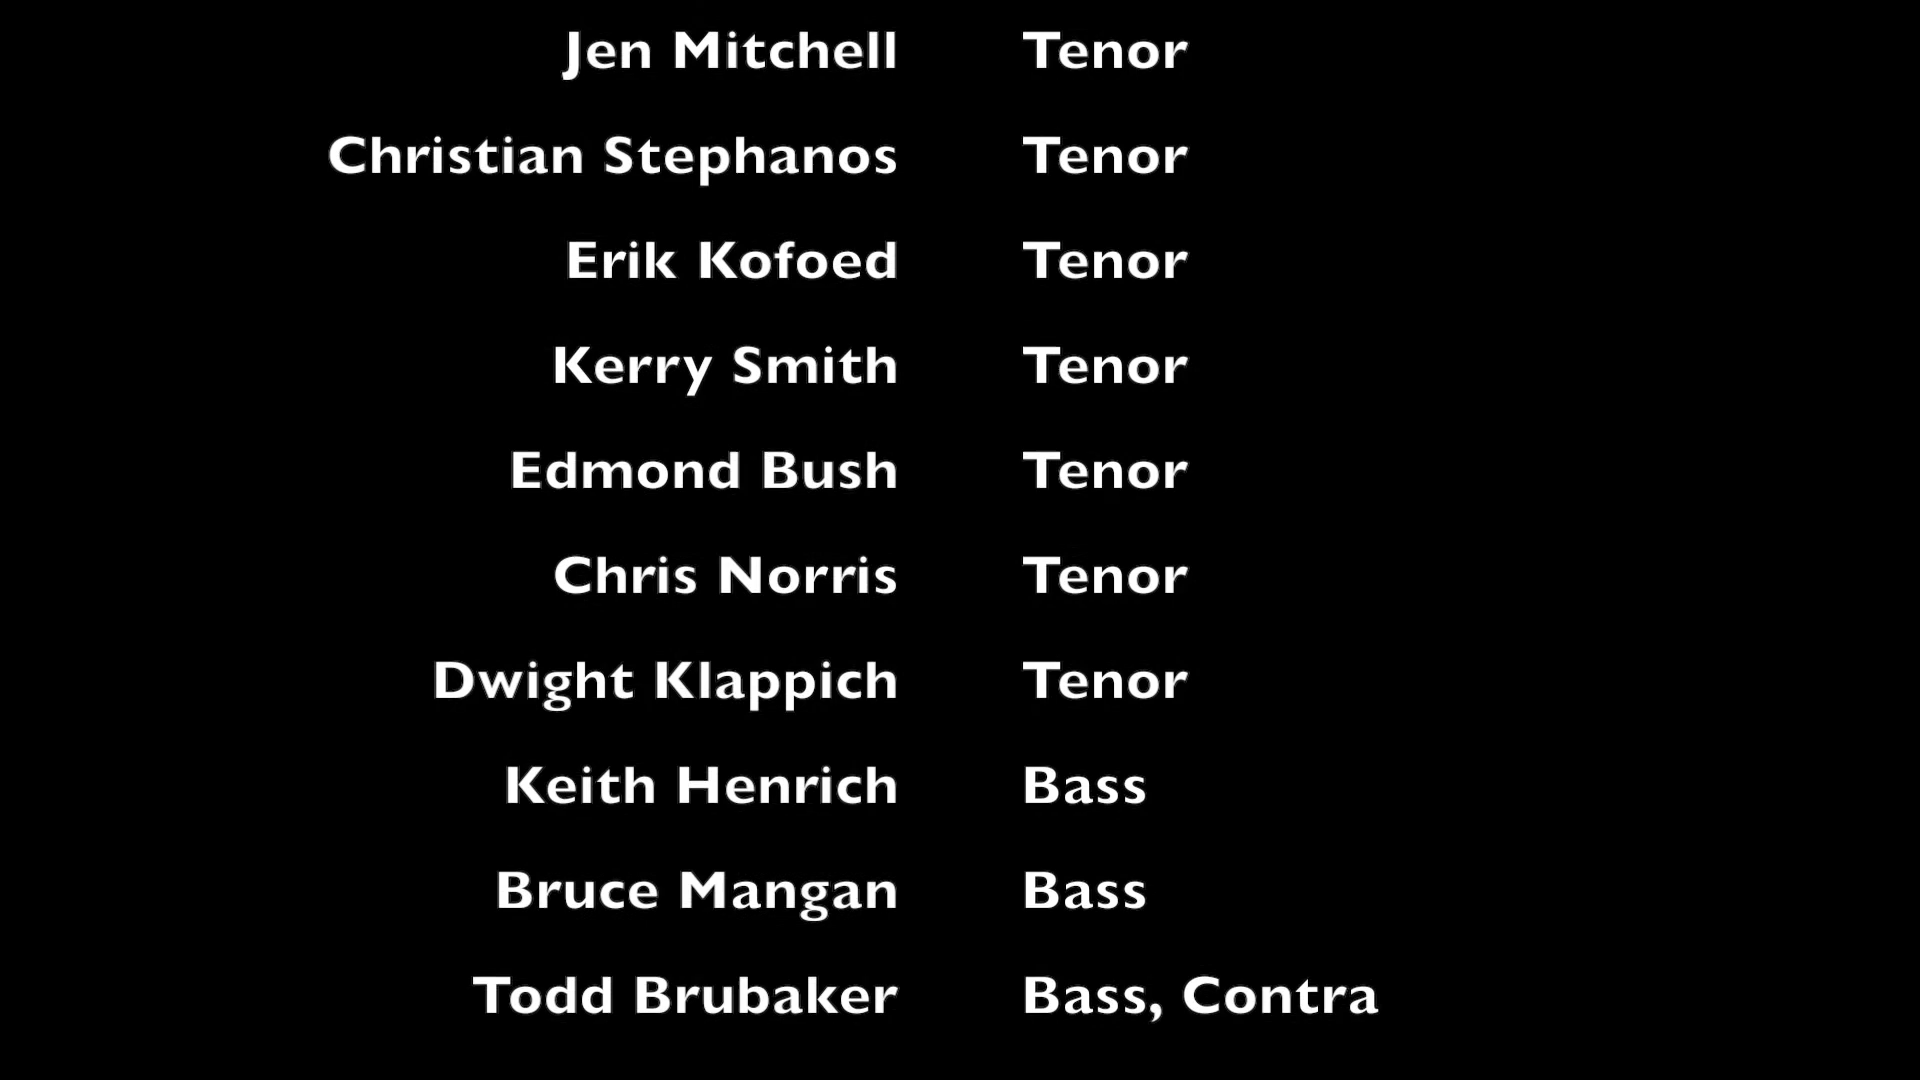 Jen Mitchell Tenor
Christian Stephanos Tenor
Erik Kofoed Tenor
Kerry Smith Tenor
Edmond Bush Tenor
Chris Norris Tenor
Dwight Klappich Tenor
Keith Henrich Bass
Bruce Mangan Bass
Todd Brubaker Bass, Contra